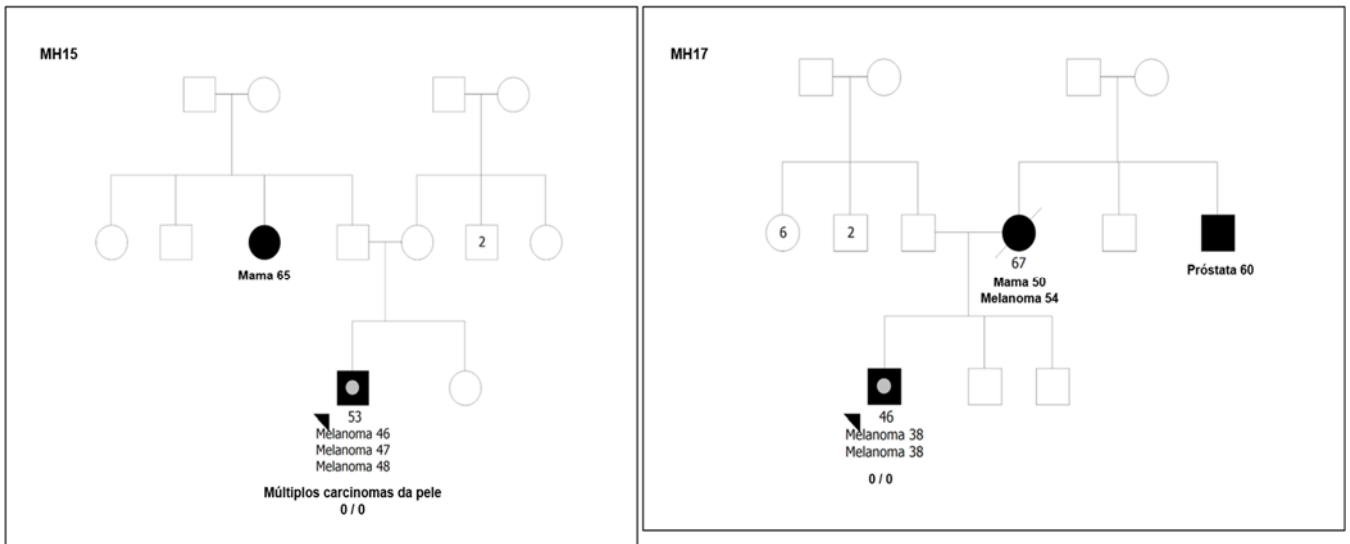 MH15
2
Mama 65
53
Melanoma 46
Melanoma 47
Melanoma 48
Múltiplos carcinomas da pele
0 / 0
MH17
6
2
67
Mama 50
Melanoma 54
Próstata 60
46
Melanoma 38
Melanoma 38
0 / 0